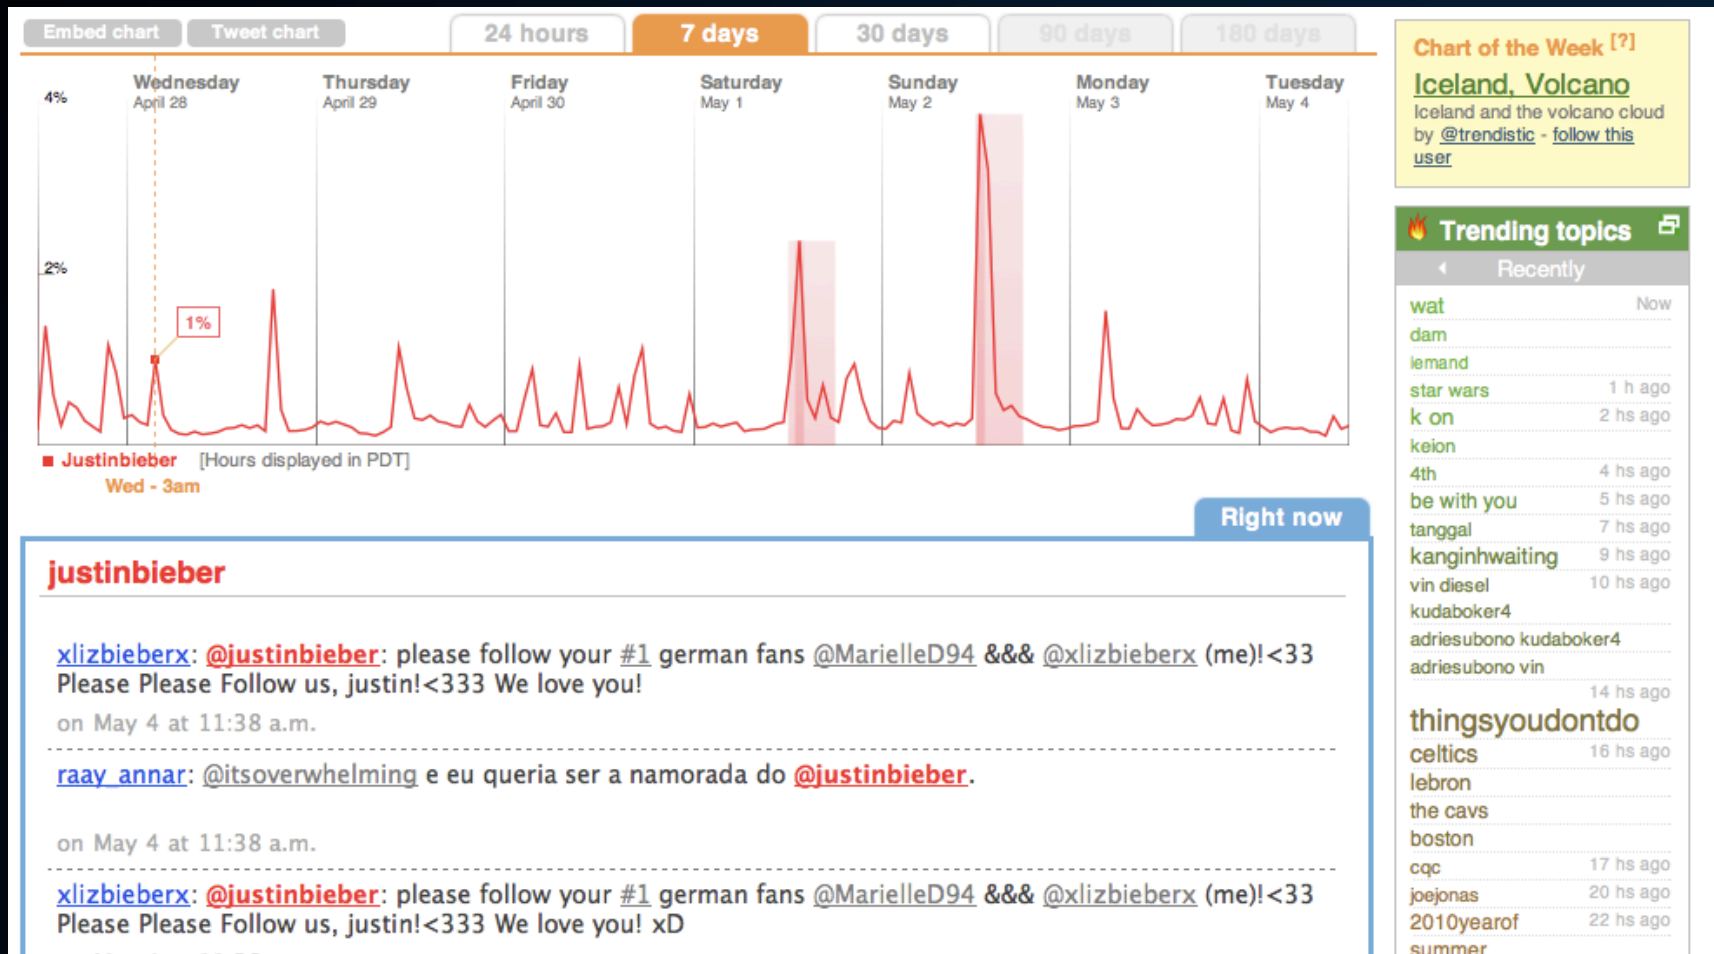 Embed chart
Tweet chart
24 hours
7 days
30 days
90 days
180 days
Wednesday
April 28
Thursday
April 29
Friday
April 30
Saturday
May 1
Sunday
May 2
Monday
May 3
Tuesday
May 4
4%
2%
1%
Justinbieber [Hours displayed in PDT]
Wed - 3am
Right now
justinbieber
xlizbieberx: @justinbieber: please follow your #1 german fans @MarielleD94 &&& @xlizbieberx (me)!<33
Please Please Follow us, justin!<333 We love you!
on May 4 at 11:38 a.m.
raay_annar: @itsoverwhelming e eu queria ser a namorada do @justinbieber.
on May 4 at 11:38 a.m.
xlizbieberx: @justinbieber: please follow your #1 german fans @MarielleD94 &&& @xlizbieberx (me)!<33
Please Please Follow us, justin!<333 We love you! xD
Chart of the Week [?]
Iceland, Volcano
Iceland and the volcano cloud
by @trendistic - follow this
user
Trending topics
Recently
wat Now
dam
lemand
star wars 1 h ago
k on 2 hs ago
keion
4th 4 hs ago
be with you 5 hs ago
tanggal 7 hs ago
kanginhwaiting 9 hs ago
vin diesel 10 hs ago
kudaboker4
adriesubono kudaboker4
adriesubono vin
14 hs ago
thingsyoudontdo
celtics 16 hs ago
lebron
the cavs
boston
cqc 17 hs ago
joejonas 20 hs ago
2010yearof 22 hs ago
summer